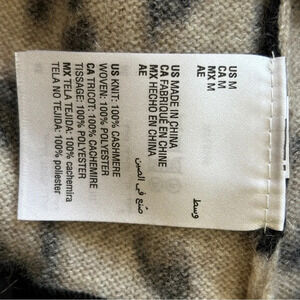 US M
CA M
MX M
AE
وسط
US MADE IN CHINA
CA FABRIQUÉ EN CHINE
MX HECHO EN CHINA
AE
صنع في الصين
US KNIT: 100% CASHMERE
WOVEN: 100% POLYESTER
CA TRICOT: 100% CACHEMIRE
TISSAGE: 100% POLYESTER
MX TELA TEJIDA: 100% cachemira
TELA NO TEJIDA: 100% poliester